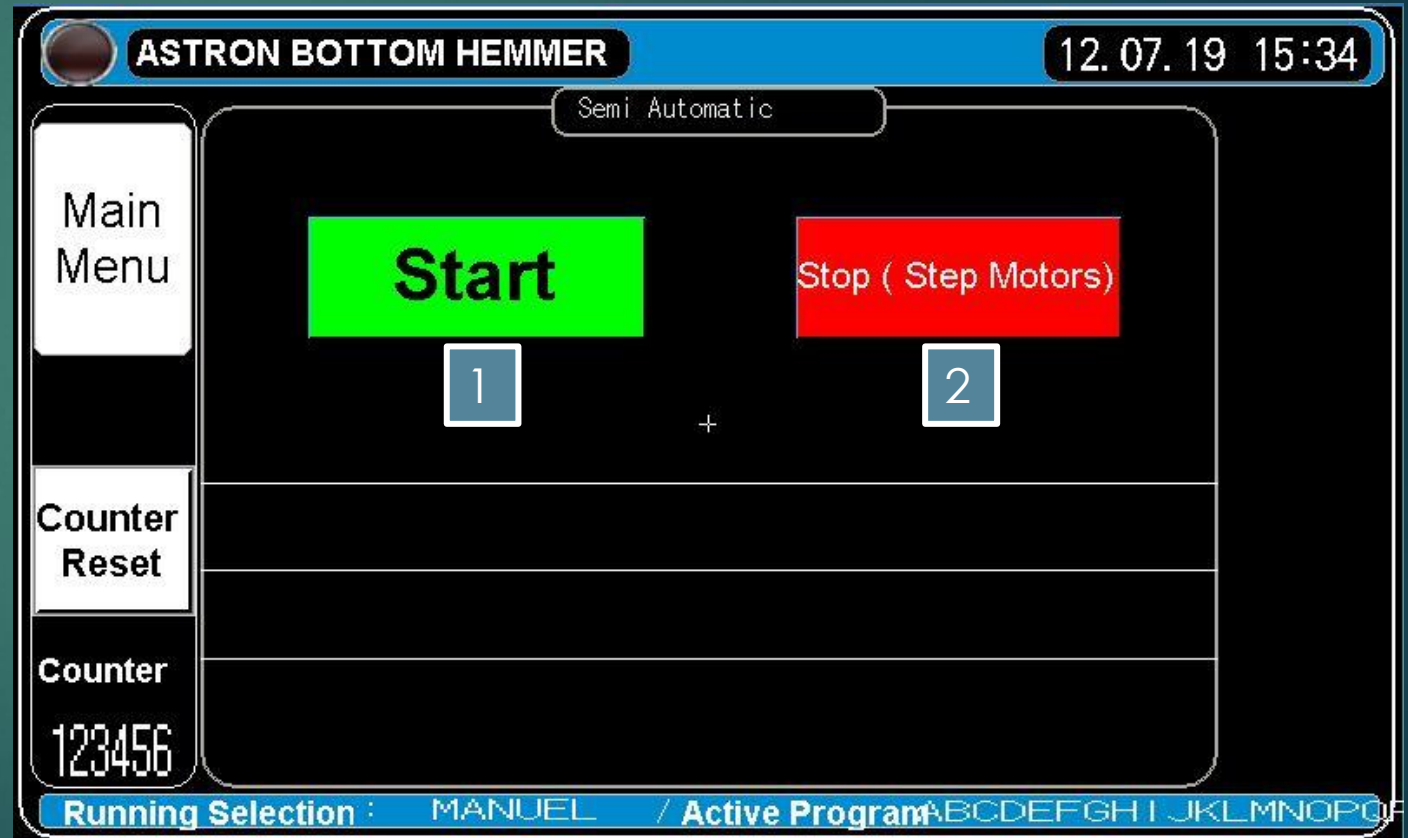 ASTRON BOTTOM HEMMER
12. 07. 19 15:34
Semi Automatic
Main
Menu
Start
Stop ( Step Motors)
1
2
Counter
Reset
Counter
123456
Running Selection : MANUEL / Active Program ABCDEFGHIJKLMNOPQR